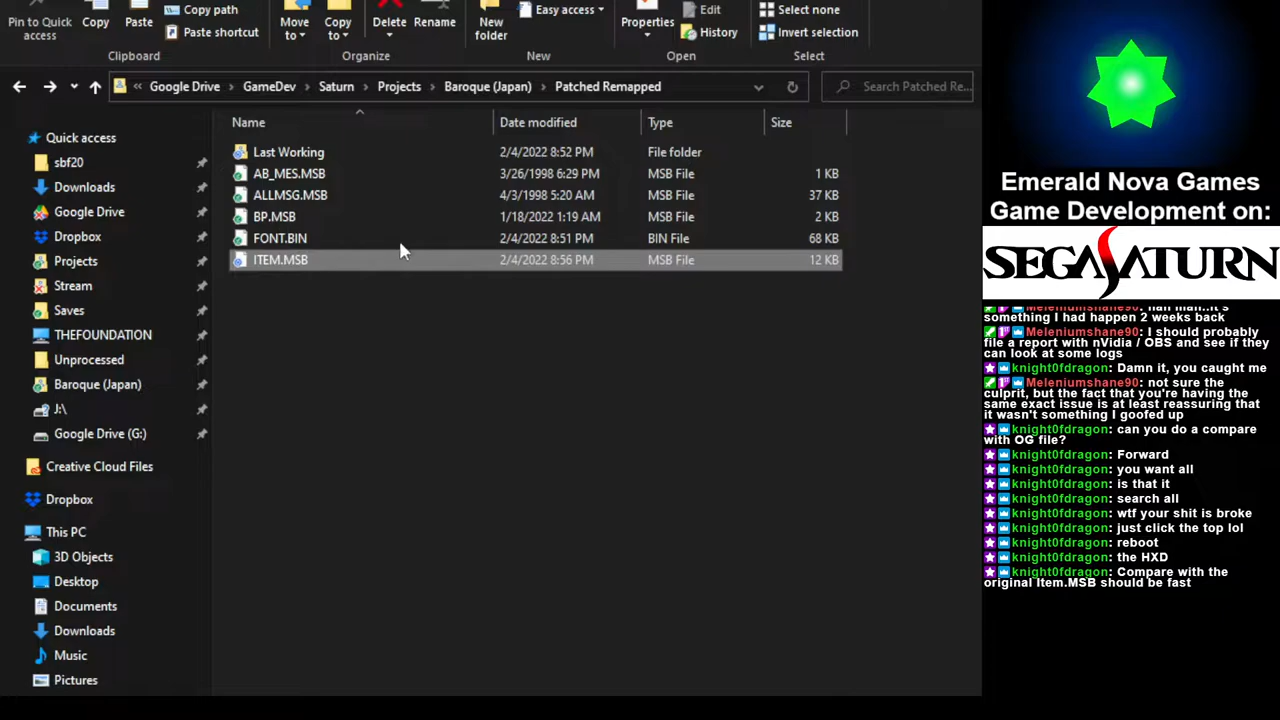 Pin to Quick access
Copy
Paste
Copy path
Paste shortcut
Move to
Copy to
Delete
Rename
New folder
Easy access
Properties
Edit
History
Select none
Invert selection
Clipboard
Organize
New
Open
Select
« Google Drive > GameDev > Saturn > Projects > Baroque (Japan) > Patched Remapped
Search Patched Re...
Name Date modified Type Size
Last Working 2/4/2022 8:52 PM File folder
AB_MES.MSB 3/26/1998 6:29 PM MSB File 1 KB
ALLMSG.MSB 4/3/1998 5:20 AM MSB File 37 KB
BP.MSB 1/18/2022 1:19 AM MSB File 2 KB
FONT.BIN 2/4/2022 8:51 PM BIN File 68 KB
ITEM.MSB 2/4/2022 8:56 PM MSB File 12 KB
Quick access
sbf20
Downloads
Google Drive
Dropbox
Projects
Stream
Saves
THEFOUNDATION
Unprocessed
Baroque (Japan)
J:\
Google Drive (G:)
Creative Cloud Files
Dropbox
This PC
3D Objects
Desktop
Documents
Downloads
Music
Pictures
Emerald Nova Games
Game Development on:
SEGA SATURN
something I had happen 2 weeks back
Meleniumshane90: I should probably
file a report with nVidia / OBS and see if they
can look at some logs
knight0fdragon: Damn it, you caught me
Meleniumshane90: not sure the
culprit, but the fact that you're having the
same exact issue is at least reassuring that
it wasn't something I goofed up
knight0fdragon: can you do a compare
with OG file?
knight0fdragon: Forward
knight0fdragon: you want all
knight0fdragon: is that it
knight0fdragon: search all
knight0fdragon: wtf your shit is broke
knight0fdragon: just click the top lol
knight0fdragon: reboot
knight0fdragon: the HXD
knight0fdragon: Compare with the
original Item.MSB should be fast